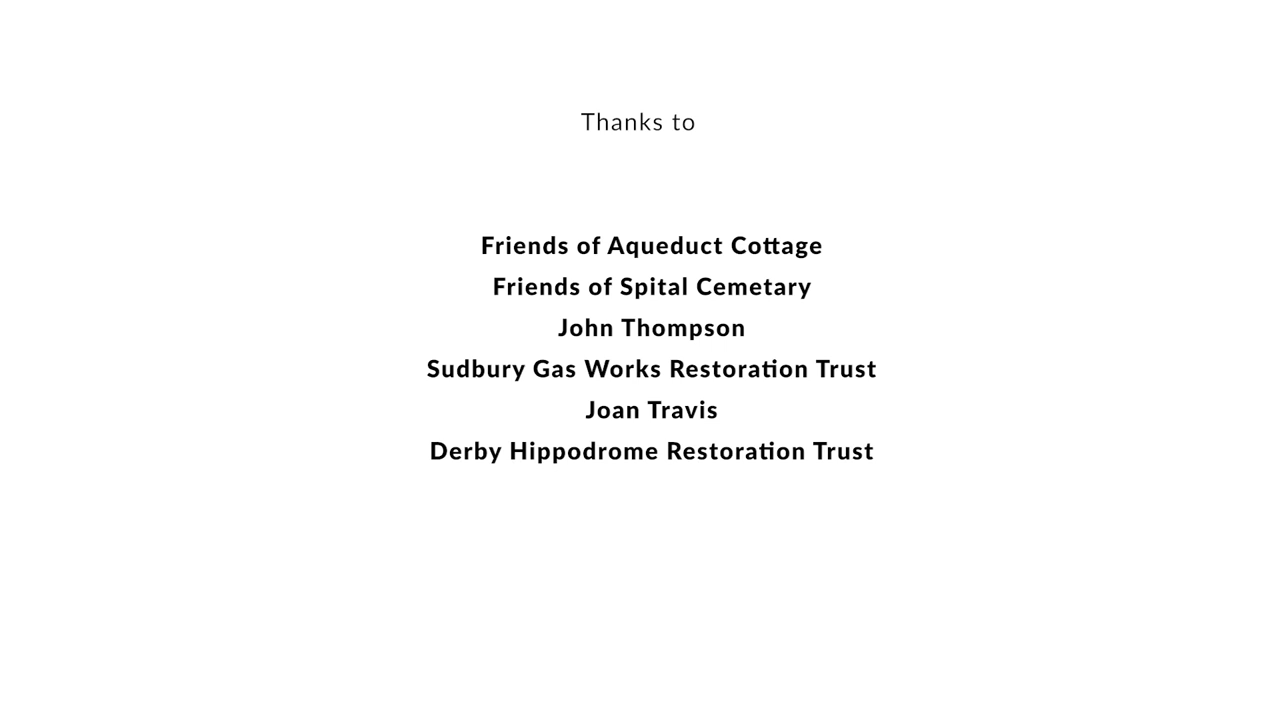 Thanks to
Friends of Aqueduct Cottage
Friends of Spital Cemetary
John Thompson
Sudbury Gas Works Restoration Trust
Joan Travis
Derby Hippodrome Restoration Trust